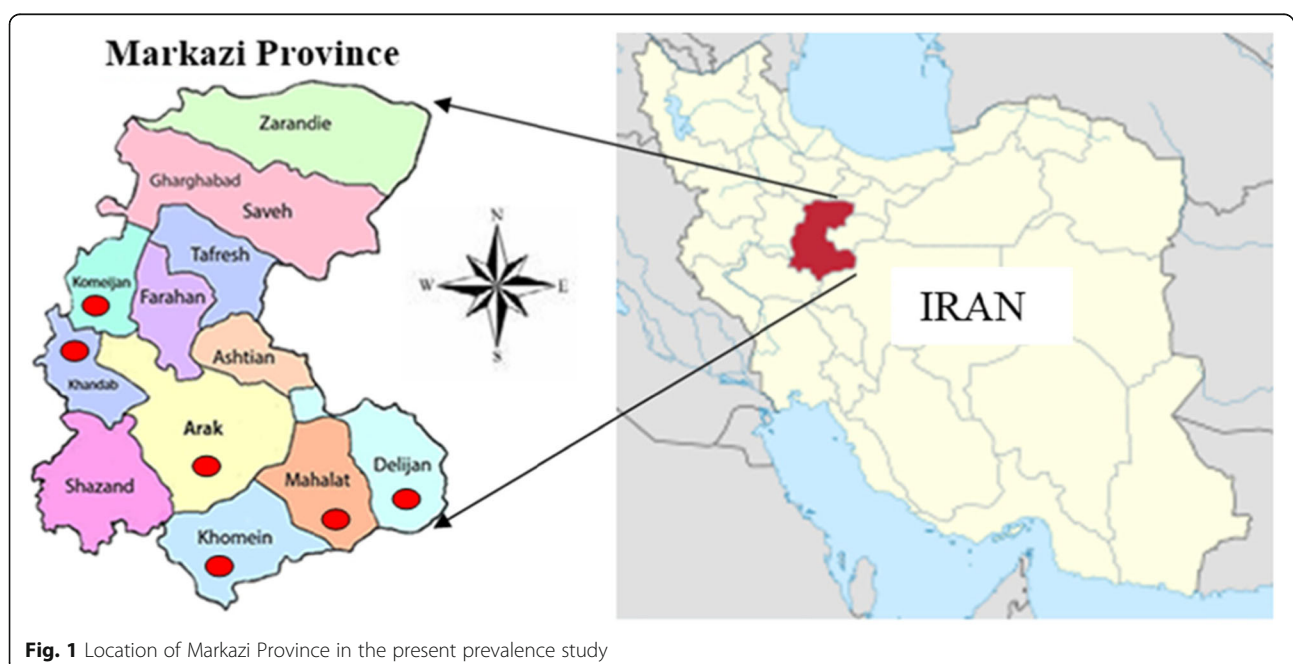 Markazi Province
Zarandie
Gharghabad
Saveh
Tafresh
Komeijan
Farahan
Ashtian
Khandab
Arak
Shazand
Mahalat
Delijan
Khomein
N
W
E
S
IRAN
Fig. 1 Location of Markazi Province in the present prevalence study